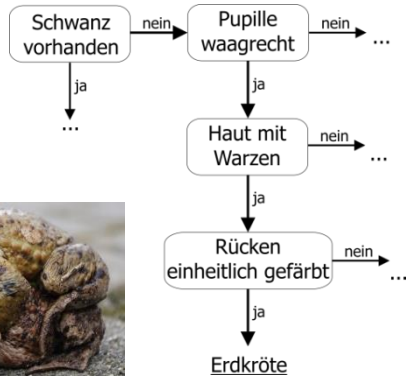 Schwanz
vorhanden
nein
Pupille
waagrecht
nein
...
ja
...
ja
Haut mit
Warzen
nein
...
ja
Rücken
einheitlich gefärbt
nein
...
ja
Erdkröte